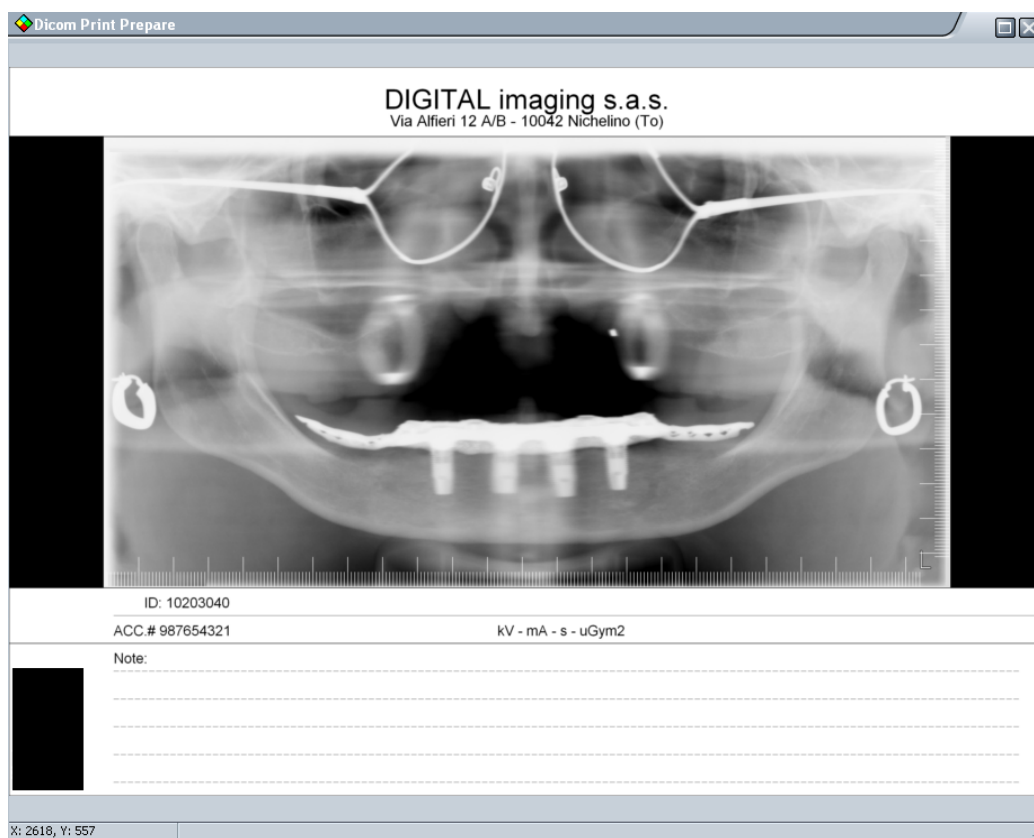 Dicom Print Prepare
DIGITAL imaging s.a.s.
Via Alfieri 12 A/B - 10042 Nichelino (To)
L
ID: 10203040
ACC.# 987654321 kV - mA - s - uGym2
Note:
X: 2618, Y: 557